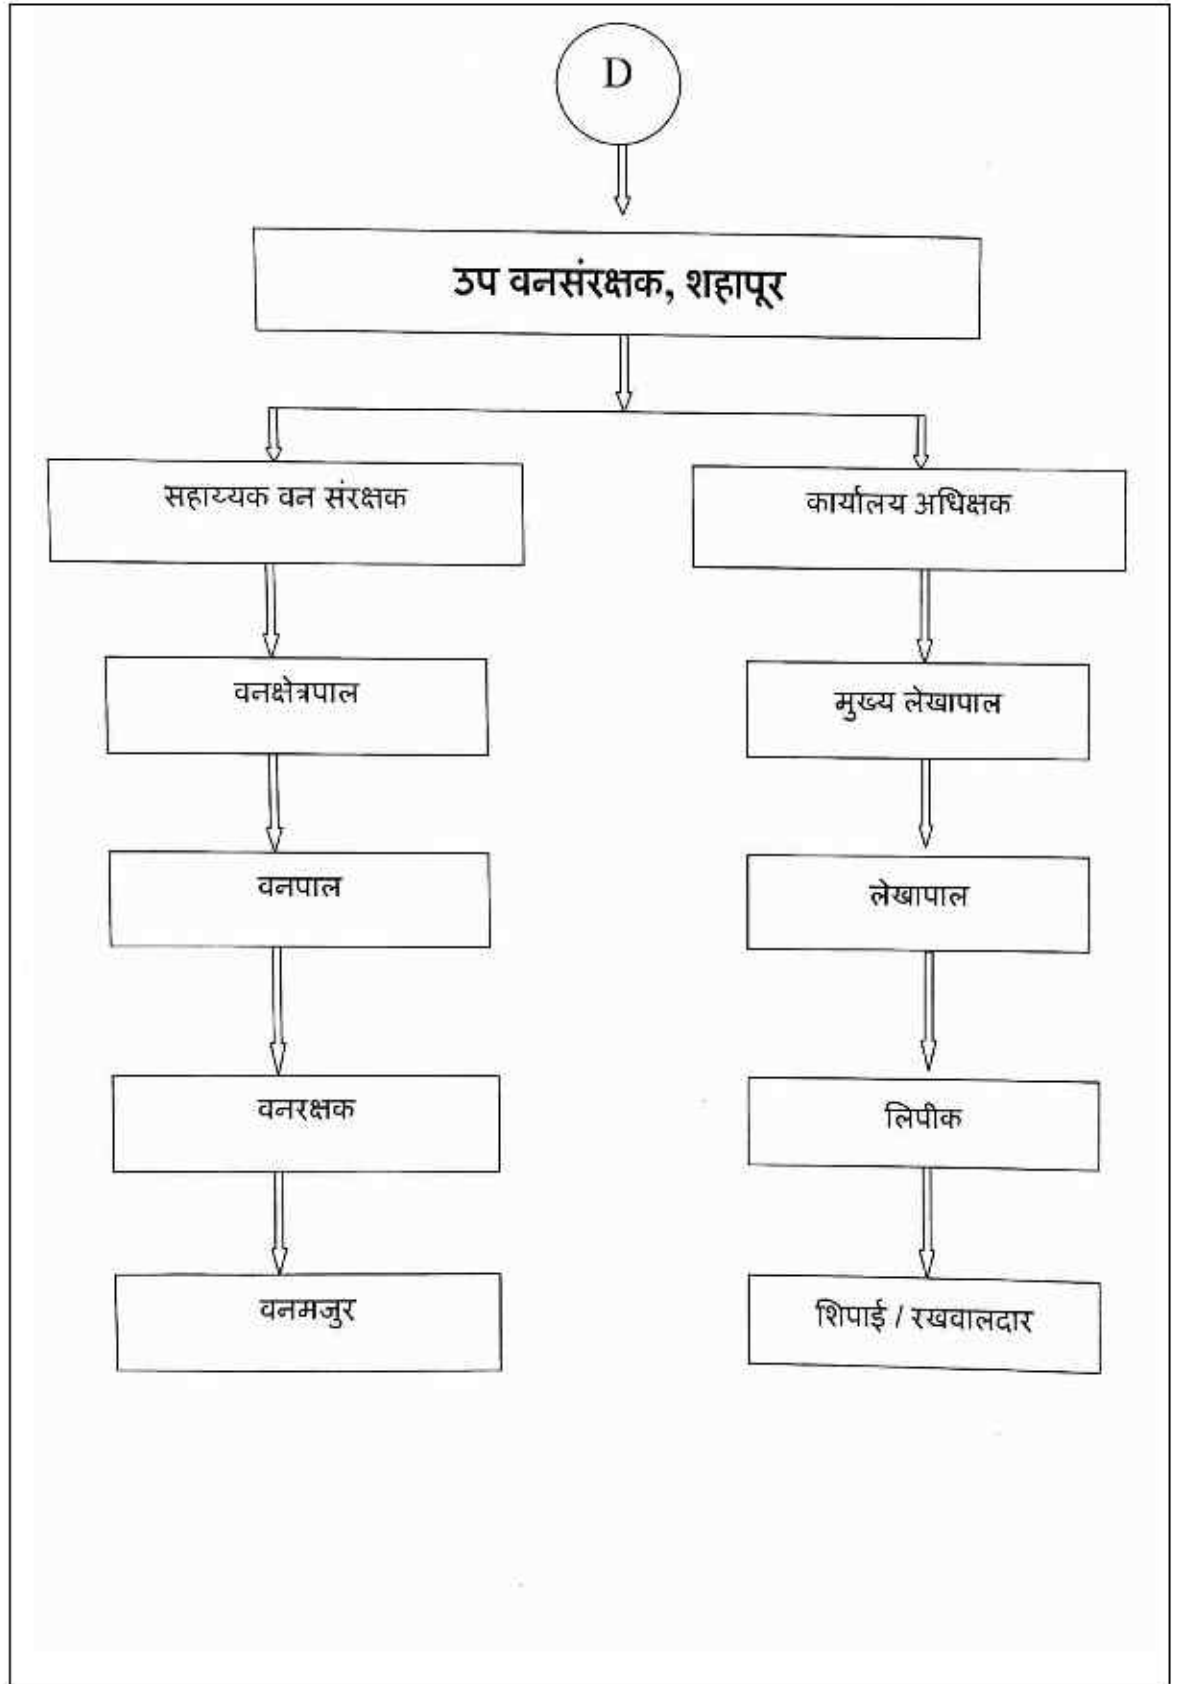 D
उप वनसंरक्षक, शहापूर
सहाय्यक वन संरक्षक
कार्यालय अधिक्षक
वनक्षेत्रपाल
मुख्य लेखापाल
वनपाल
लेखापाल
वनरक्षक
लिपीक
वनमजुर
शिपाई / रखवालदार